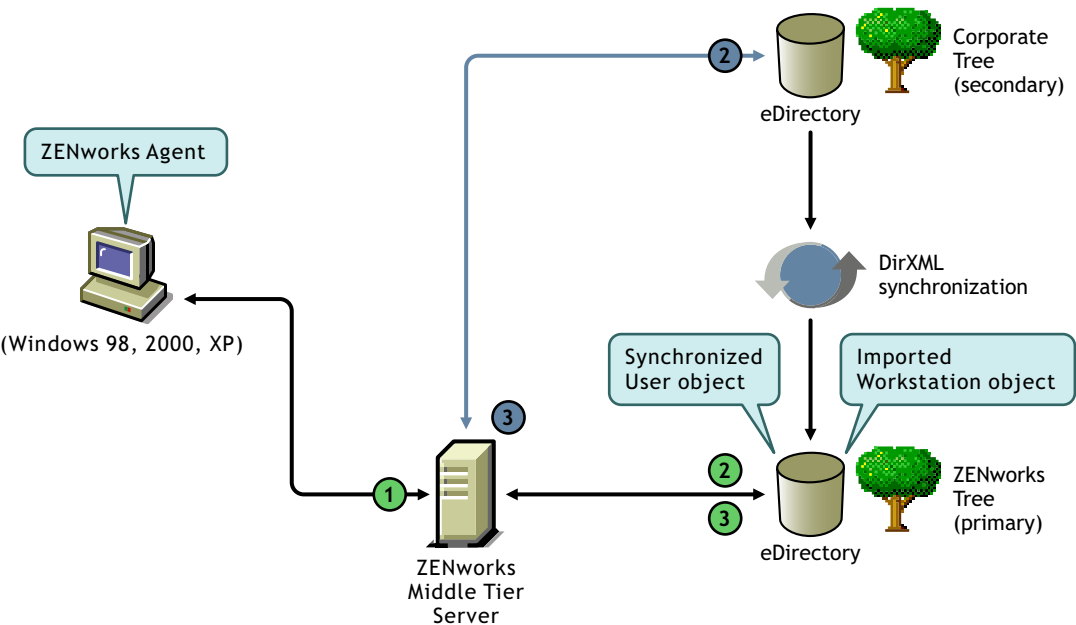 2
Corporate
Tree
(secondary)
eDirectory
ZENworks Agent
DirXML
synchronization
(Windows 98, 2000, XP)
Synchronized
User object
Imported
Workstation object
3
1
2
3
ZENworks
Tree
(primary)
eDirectory
ZENworks
Middle Tier
Server